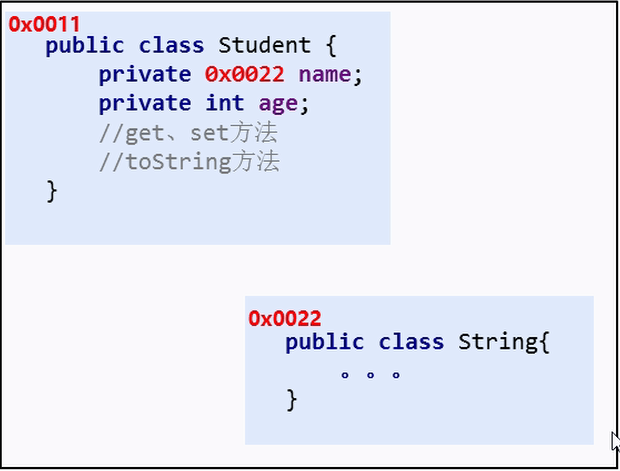 0x0011
public class Student {
private 0x0022 name;
private int age;
//get、set方法
//toString方法
}
0x0022
public class String{
。。。
}